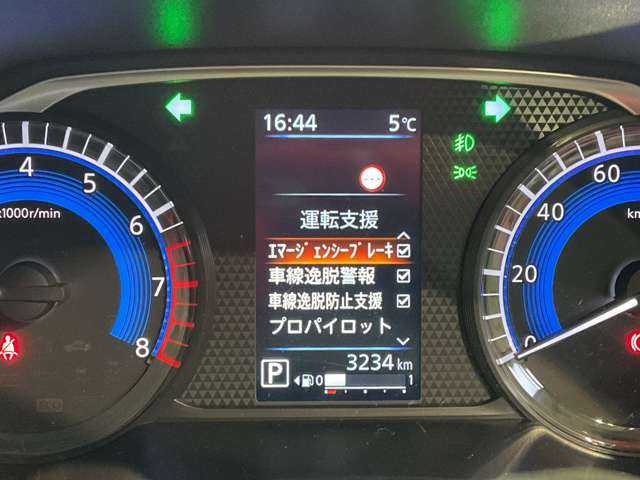 16:44 5℃
運転支援
エマージェンシーブレーキ
車線逸脱警報
車線逸脱防止支援
プロパイロット
3234 km
P 0 1
4 5 6 7 8
x1000r/min
0 20 40 60
km